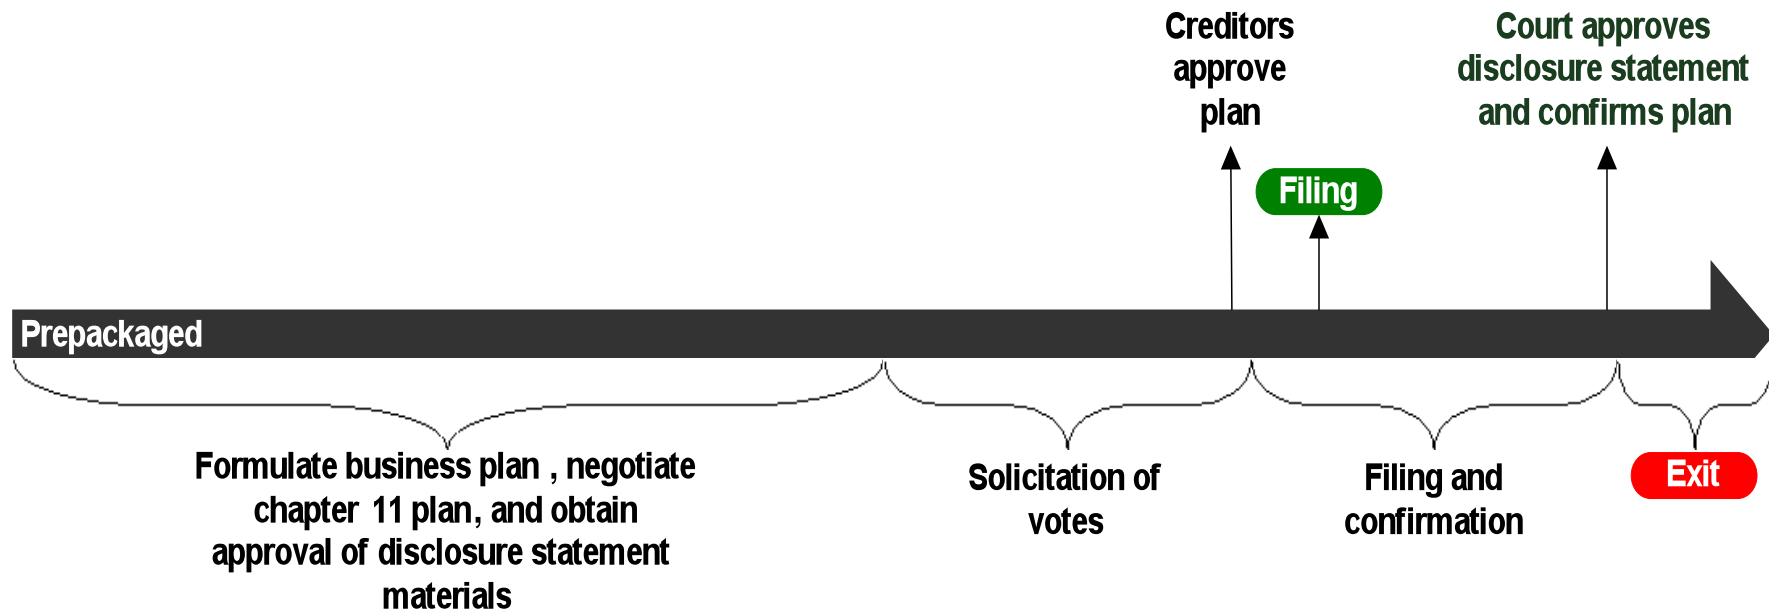 Creditors
approve
plan
Court approves
disclosure statement
and confirms plan
Filing
Prepackaged
Formulate business plan , negotiate
chapter 11 plan, and obtain
approval of disclosure statement
materials
Solicitation of
votes
Filing and
confirmation
Exit